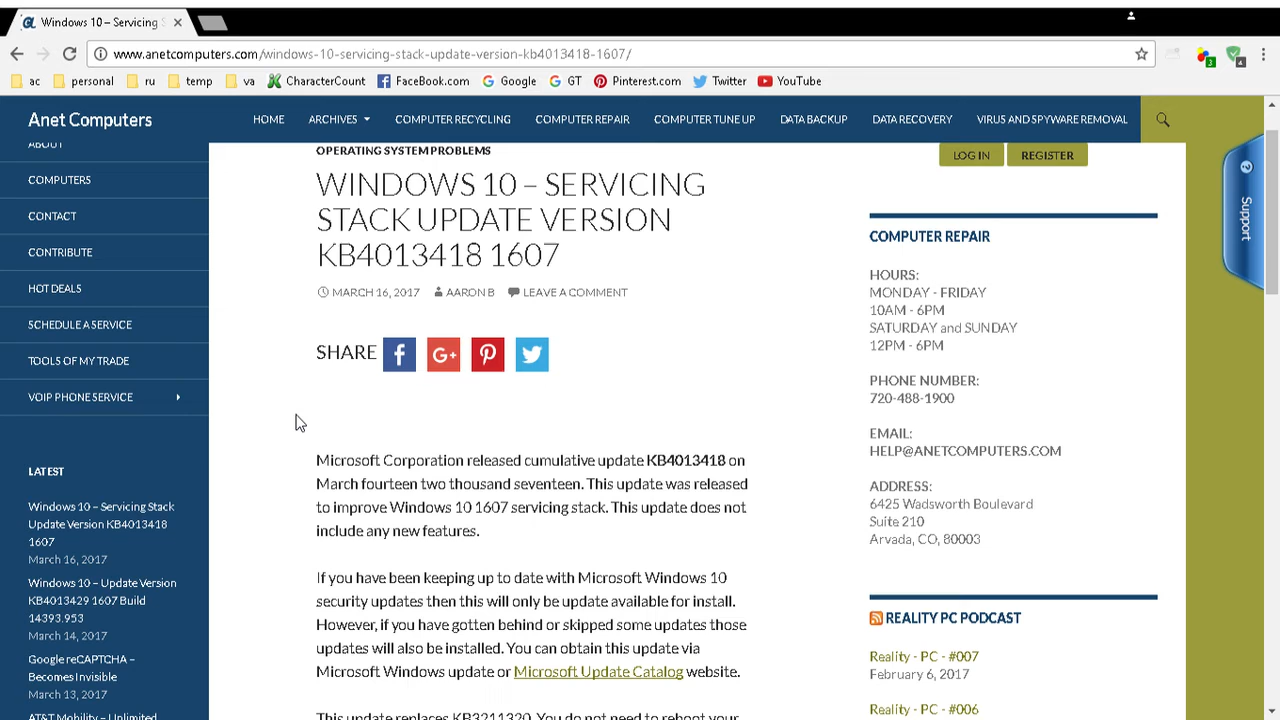 Windows 10 – Servicing S
www.anetcomputers.com/windows-10-servicing-stack-update-version-kb4013418-1607/
ac personal ru temp va CharacterCount FaceBook.com Google GT Pinterest.com Twitter YouTube
Anet Computers
HOME ARCHIVES COMPUTER RECYCLING COMPUTER REPAIR COMPUTER TUNE UP DATA BACKUP DATA RECOVERY VIRUS AND SPYWARE REMOVAL
ABOUT
COMPUTERS
CONTACT
CONTRIBUTE
HOT DEALS
SCHEDULE A SERVICE
TOOLS OF MY TRADE
VOIP PHONE SERVICE
LATEST
Windows 10 – Servicing Stack
Update Version KB4013418
1607
March 16, 2017
Windows 10 – Update Version
KB4013429 1607 Build
14393.953
March 14, 2017
Google reCAPTCHA –
Becomes Invisible
March 13, 2017
AT&T Mobility – Unlimited
OPERATING SYSTEM PROBLEMS
WINDOWS 10 – SERVICING
STACK UPDATE VERSION
KB4013418 1607
MARCH 16, 2017 AARON B LEAVE A COMMENT
SHARE
Microsoft Corporation released cumulative update KB4013418 on
March fourteen two thousand seventeen. This update was released
to improve Windows 10 1607 servicing stack. This update does not
include any new features.
If you have been keeping up to date with Microsoft Windows 10
security updates then this will only be update available for install.
However, if you have gotten behind or skipped some updates those
updates will also be installed. You can obtain this update via
Microsoft Windows update or Microsoft Update Catalog website.
This update replaces KB3211320. You do not need to reboot your
LOG IN REGISTER
COMPUTER REPAIR
HOURS:
MONDAY - FRIDAY
10AM - 6PM
SATURDAY and SUNDAY
12PM - 6PM
PHONE NUMBER:
720-488-1900
EMAIL:
HELP@ANETCOMPUTERS.COM
ADDRESS:
6425 Wadsworth Boulevard
Suite 210
Arvada, CO, 80003
REALITY PC PODCAST
Reality - PC - #007
February 6, 2017
Reality - PC - #006
Support